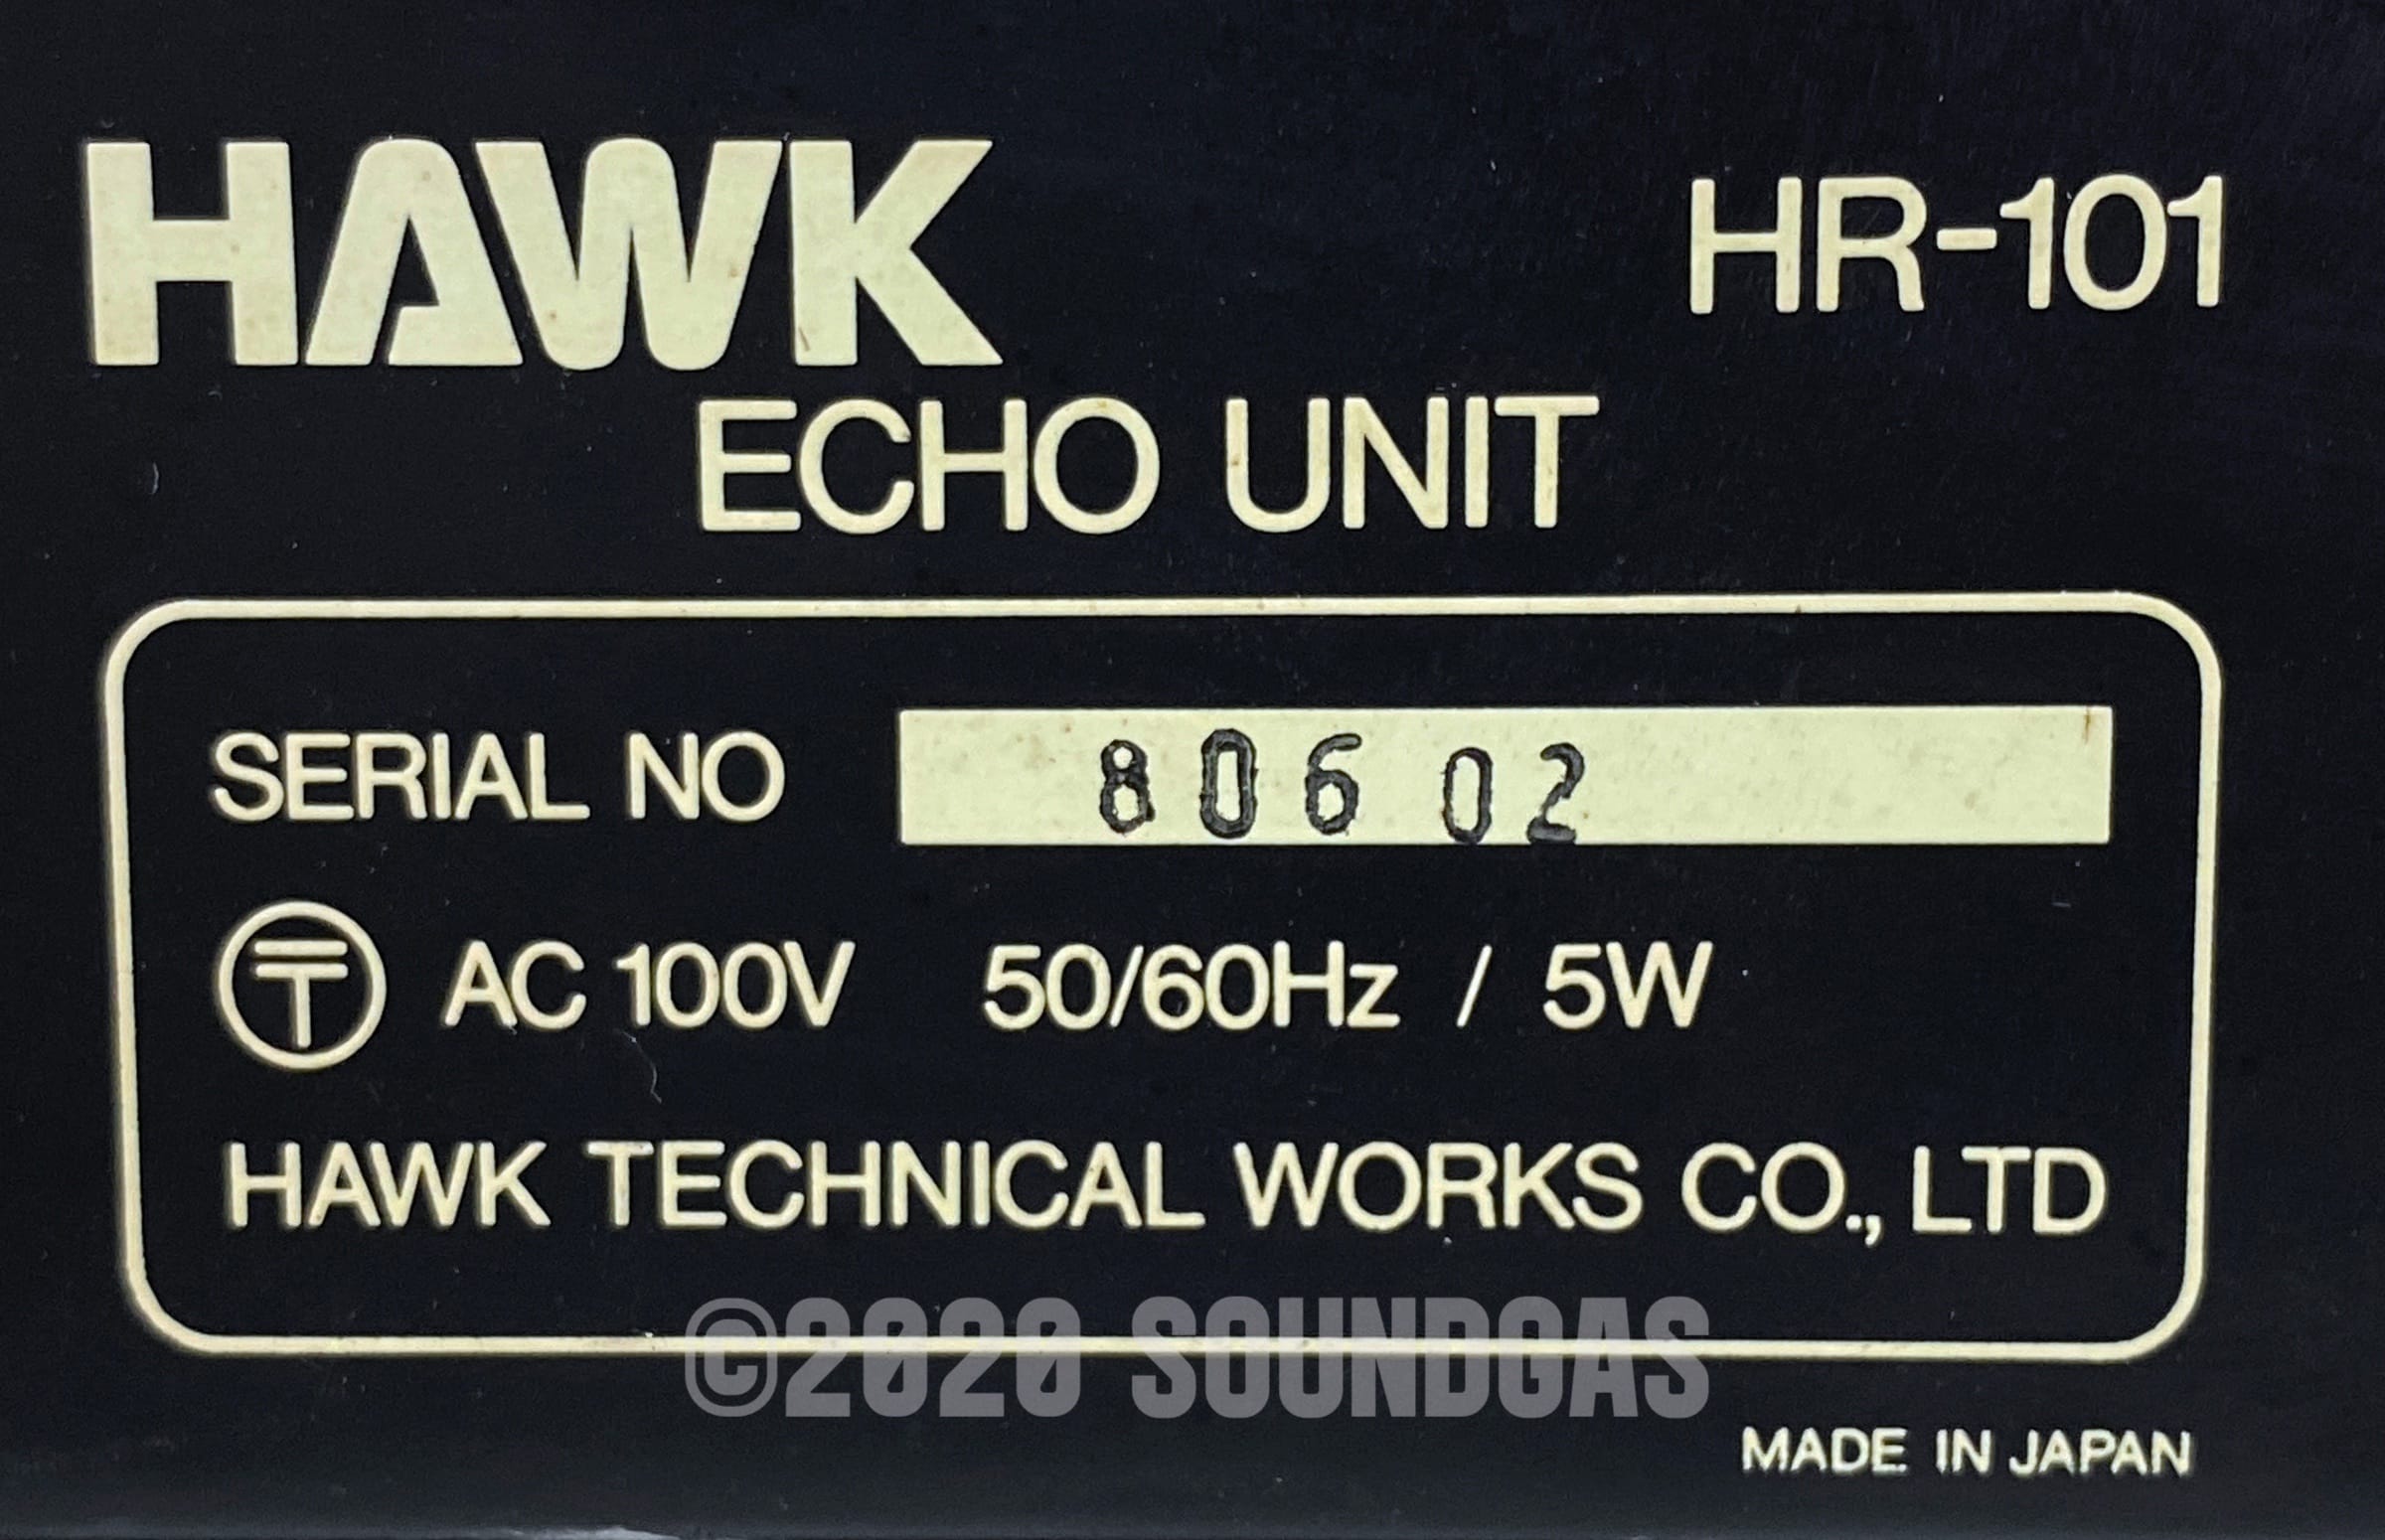 HAWK HR-101
ECHO UNIT
SERIAL NO 80602
〒 AC 100V 50/60Hz / 5W
HAWK TECHNICAL WORKS CO., LTD
©2020 SOUNDGAS
MADE IN JAPAN